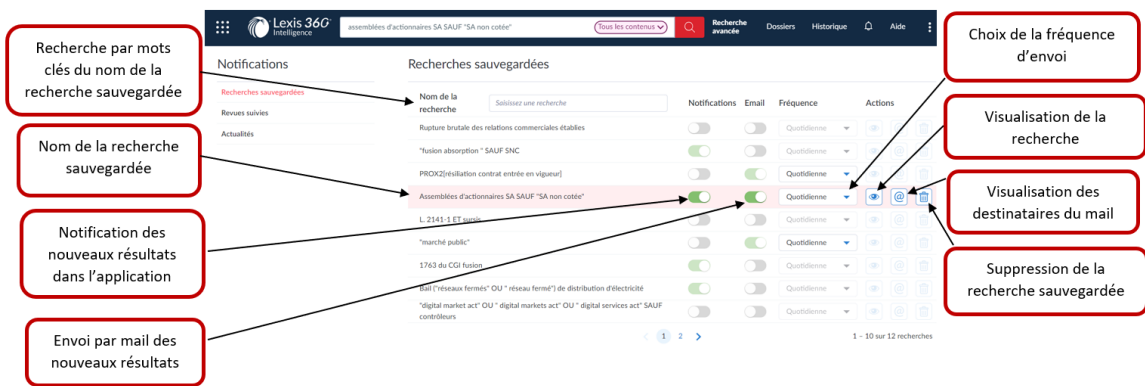 Lexis 360
Intelligence
assemblées d'actionnaires SA SAUF "SA non cotée"
Tous les contenus
Recherche
avancée
Dossiers
Historique
Aide
Recherche par mots
clés du nom de la
recherche sauvegardée
Nom de la recherche
sauvegardée
Notification des
nouveaux résultats
dans l'application
Envoi par mail des
nouveaux résultats
Notifications
Recherches sauvegardées
Revues suivies
Actualités
Recherches sauvegardées
Nom de la
recherche
Saisissez une recherche
Notifications Email Fréquence Actions
Rupture brutale des relations commerciales établies Quotidienne
"fusion absorption " SAUF SNC Quotidienne
PROX2[résiliation contrat entrée en vigueur] Quotidienne
Assemblées d'actionnaires SA SAUF "SA non cotée" Quotidienne
L. 2141-1 ET sursis Quotidienne
"marché public" Quotidienne
1763 du CGI fusion Quotidienne
Bail ("réseaux fermés" OU " réseau fermé") de distribution d'électricité Quotidienne
"digital market act" OU " digital markets act" OU " digital services act" SAUF
contrôleurs Quotidienne
1 2
1 – 10 sur 12 recherches
Choix de la fréquence
d'envoi
Visualisation de la
recherche
Visualisation des
destinataires du mail
Suppression de la
recherche sauvegardée